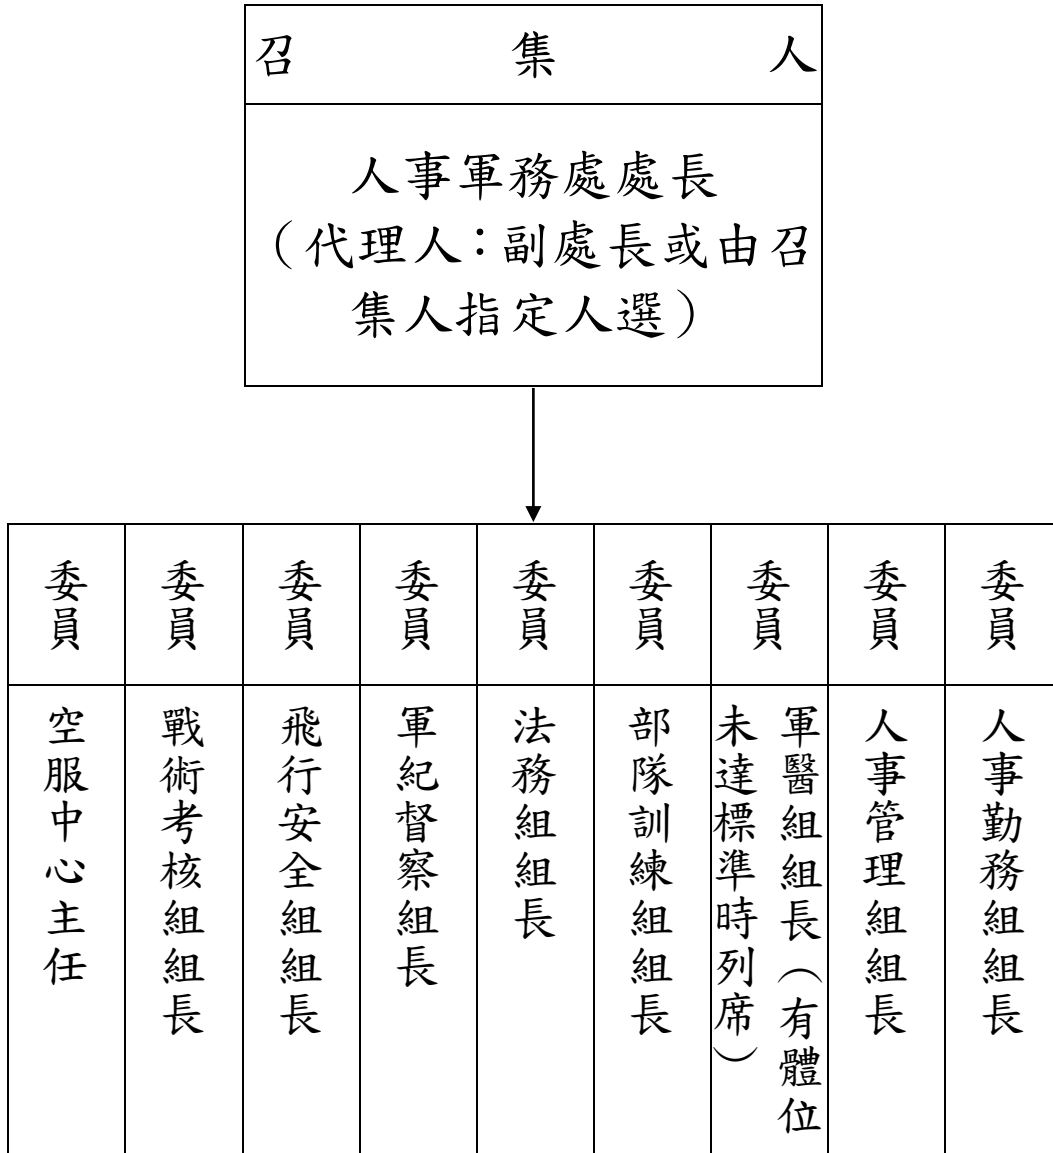 召集人
人事軍務處處長
（代理人：副處長或由召
集人指定人選）
委員
委員
委員
委員
委員
委員
委員
委員
委員
人事勤務組組長
人事管理組組長
軍醫組組長（有體位
未達標準時列席）
部隊訓練組組長
法務組組長
軍紀督察組長
飛行安全組組長
戰術考核組組長
空服中心主任